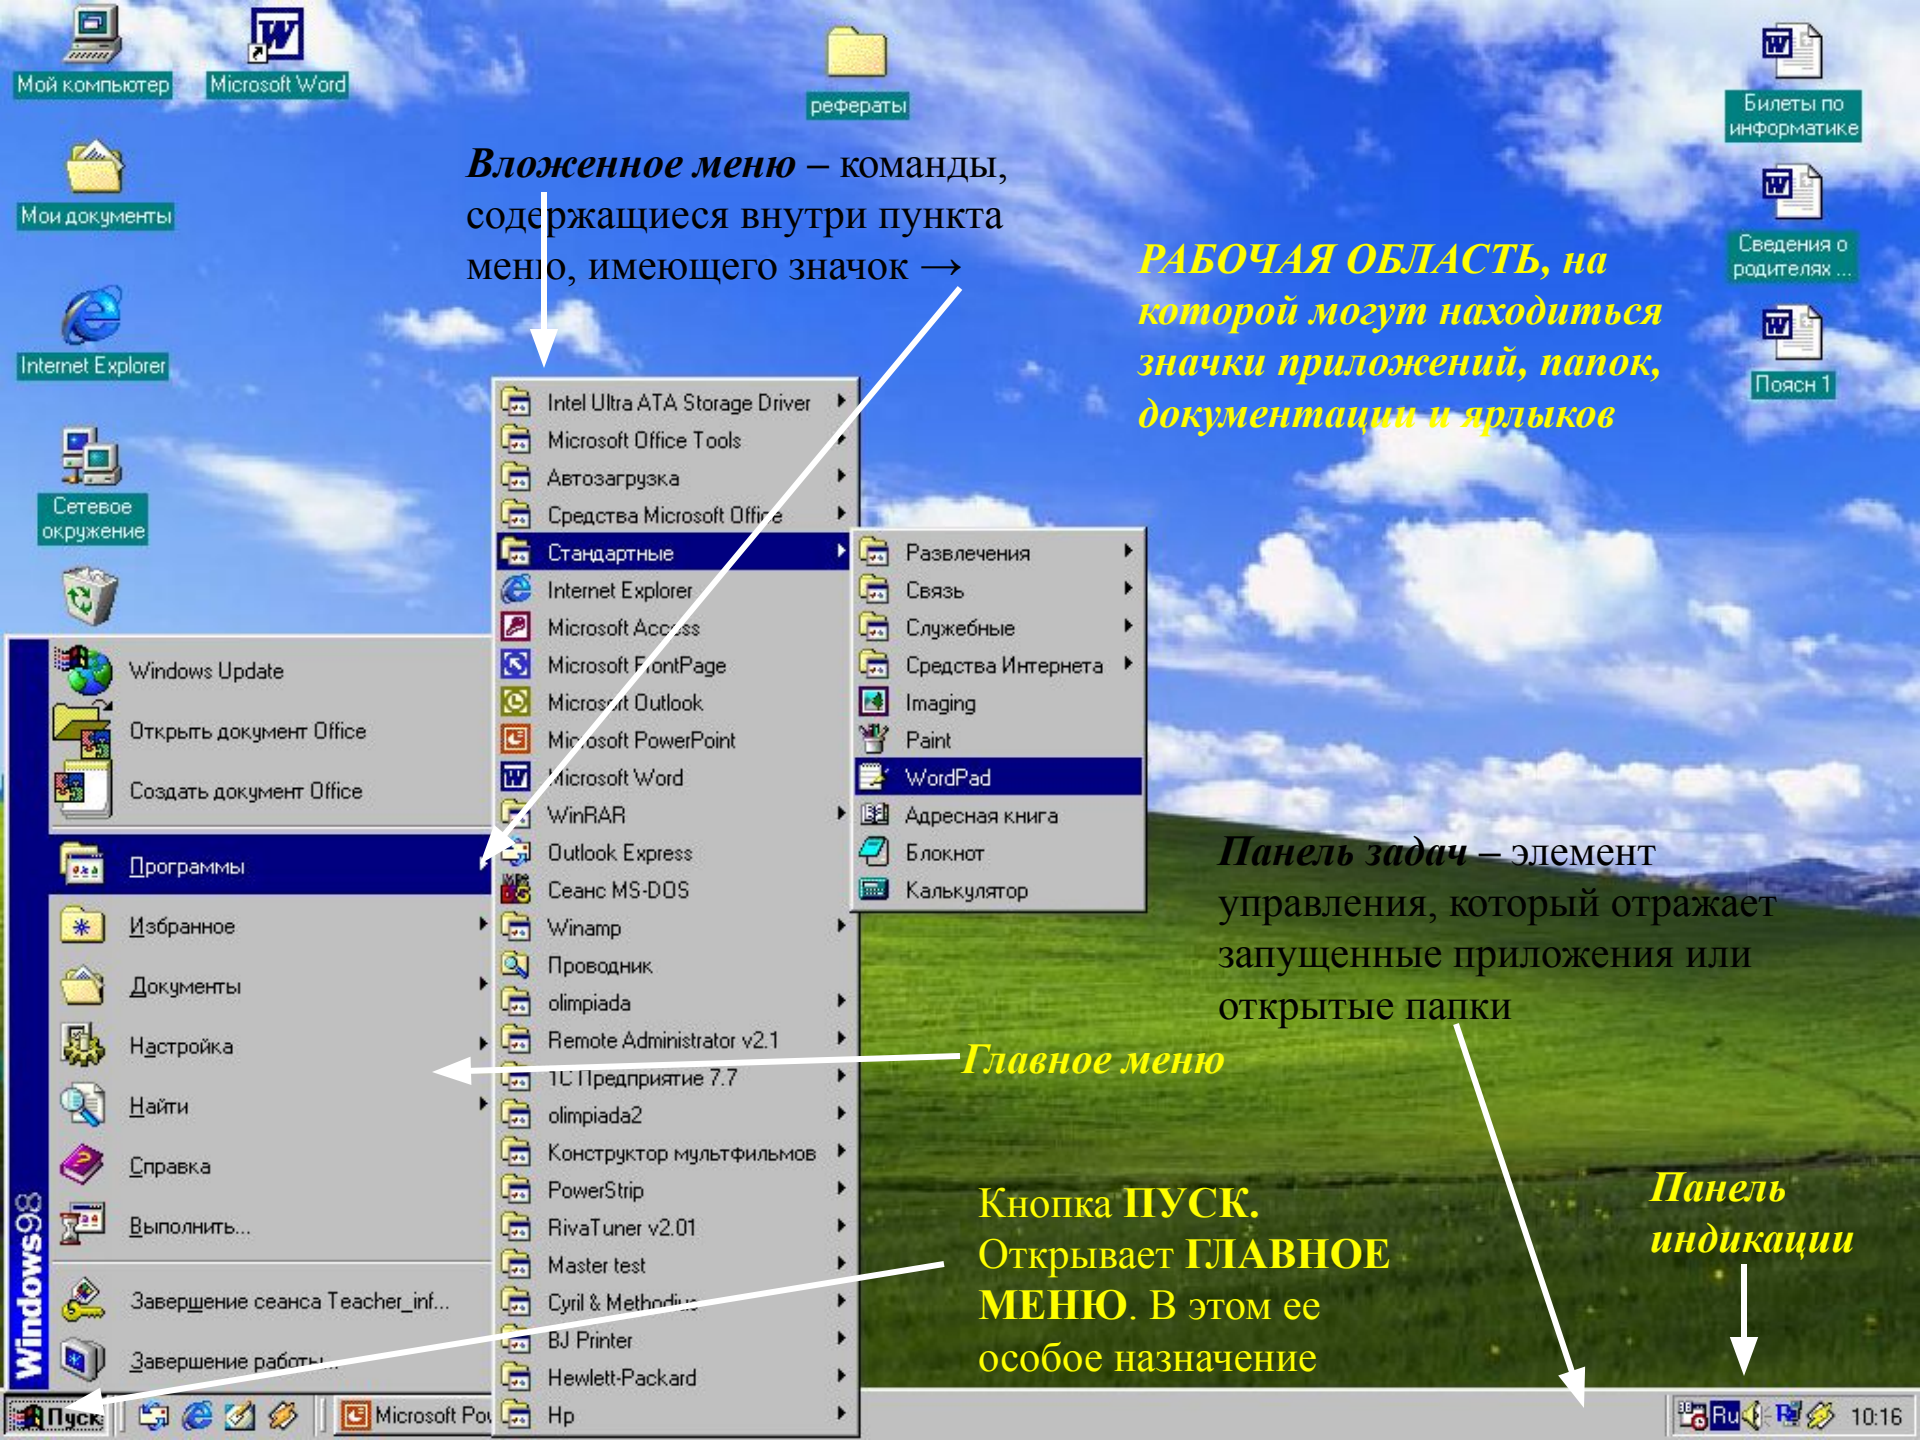 Мой компьютер
Microsoft Word
рефераты
Билеты по
информатике
Мои документы
Сведения о
родителях ...
Internet Explorer
Поясн 1
Сетевое
окружение
Вложенное меню – команды,
содержащиеся внутри пункта
меню, имеющего значок →
РАБОЧАЯ ОБЛАСТЬ, на
которой могут находиться
значки приложений, папок,
документации и ярлыков
Intel Ultra ATA Storage Driver
Microsoft Office Tools
Автозагрузка
Средства Microsoft Office
Стандартные
Internet Explorer
Microsoft Access
Microsoft FrontPage
Microsoft Outlook
Microsoft PowerPoint
Microsoft Word
WinRAR
Outlook Express
Сеанс MS-DOS
Winamp
Проводник
olimpiada
Remote Administrator v2.1
1С Предприятие 7.7
olimpiada2
Конструктор мультфильмов
PowerStrip
RivaTuner v2.01
Master test
Cyril & Methodius
BJ Printer
Hewlett-Packard
Hp
Развлечения
Связь
Служебные
Средства Интернета
Imaging
Paint
WordPad
Адресная книга
Блокнот
Калькулятор
Windows Update
Открыть документ Office
Создать документ Office
Программы
Избранное
Документы
Настройка
Найти
Справка
Выполнить...
Завершение сеанса Teacher_inf...
Завершение работы...
Windows98
Панель задач – элемент
управления, который отражает
запущенные приложения или
открытые папки
Главное меню
Кнопка ПУСК.
Открывает ГЛАВНОЕ
МЕНЮ. В этом ее
особое назначение
Панель
индикации
Пуск
Microsoft Pow
Ru
10:16